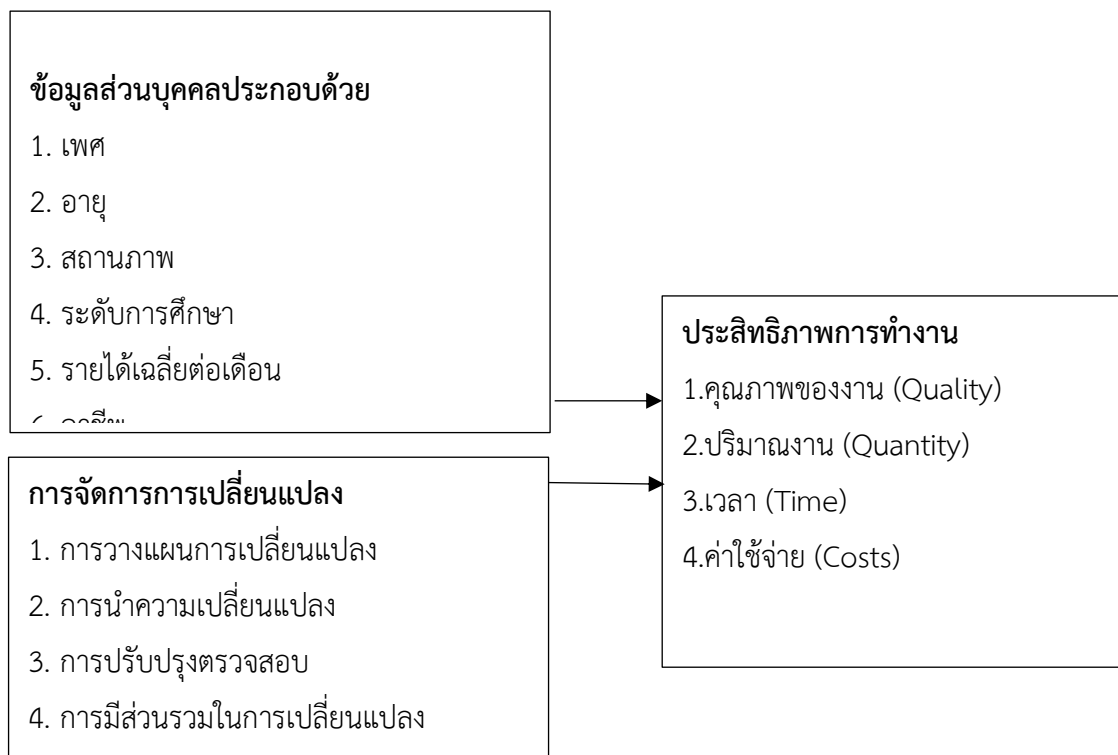 ข้อมูลส่วนบุคคลประกอบด้วย
1. เพศ
2. อายุ
3. สถานภาพ
4. ระดับการศึกษา
5. รายได้เฉลี่ยต่อเดือน
การจัดการการเปลี่ยนแปลง
1. การวางแผนการเปลี่ยนแปลง
2. การนำความเปลี่ยนแปลง
3. การปรับปรุงตรวจสอบ
4. การมีส่วนรวมในการเปลี่ยนแปลง
ประสิทธิภาพการทำงาน
1.คุณภาพของงาน (Quality)
2.ปริมาณงาน (Quantity)
3.เวลา (Time)
4.ค่าใช้จ่าย (Costs)